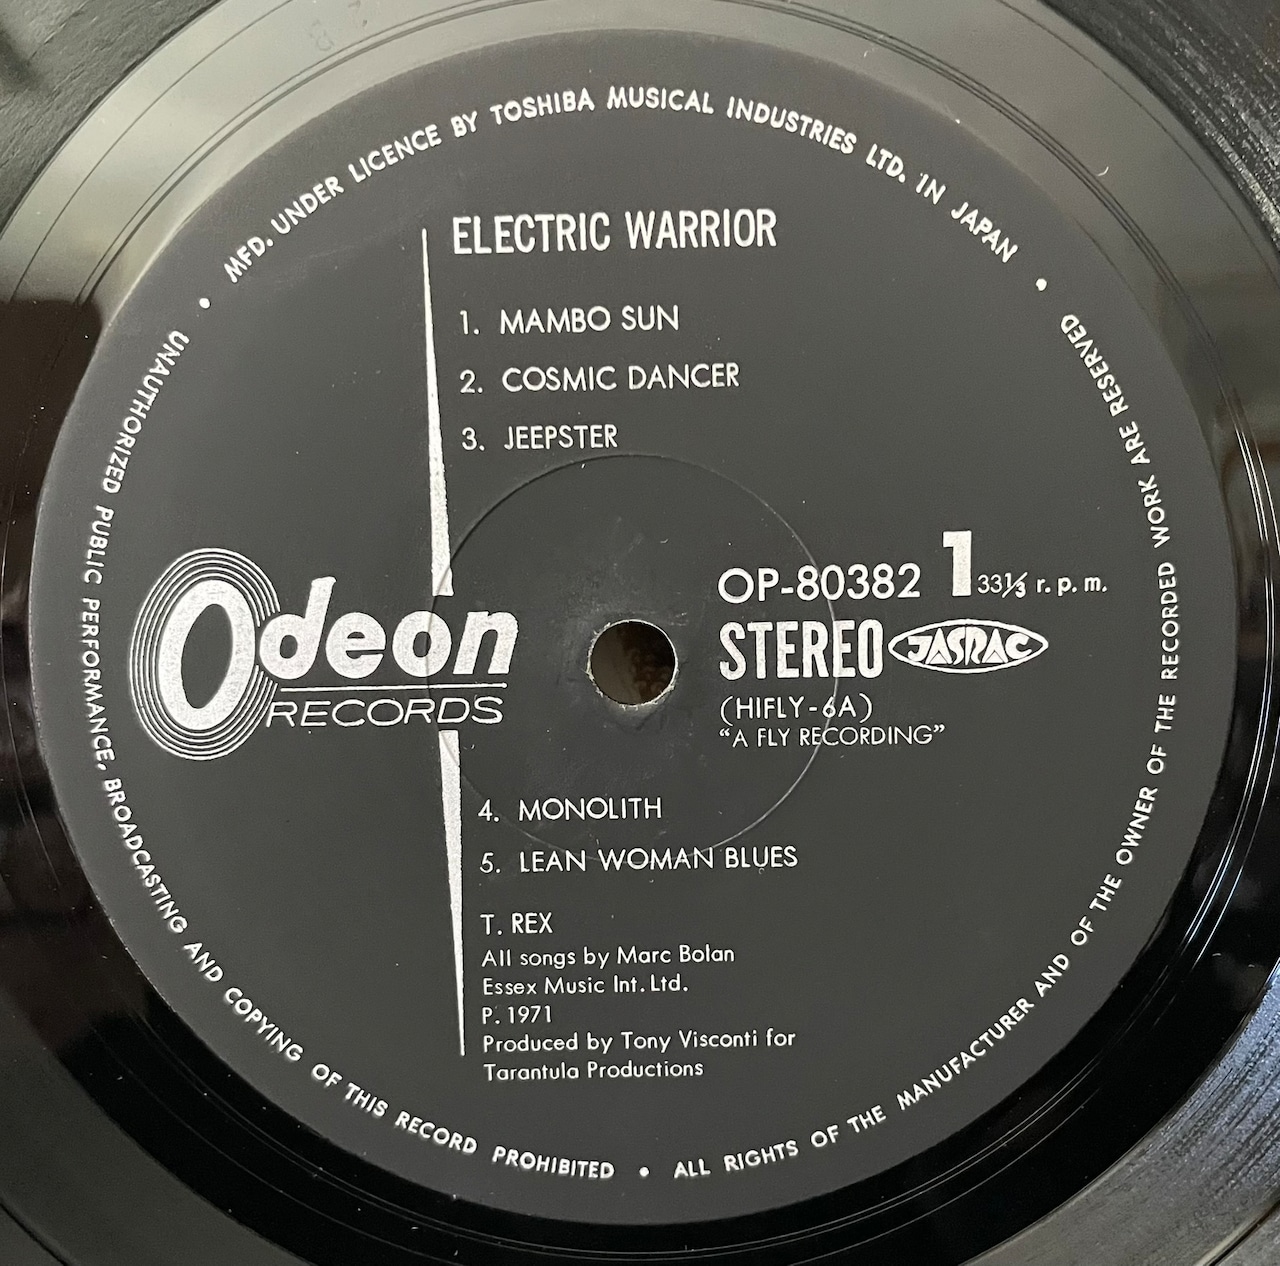 • MFD. UNDER LICENCE BY TOSHIBA MUSICAL INDUSTRIES LTD. IN JAPAN •
ELECTRIC WARRIOR
1. MAMBO SUN
2. COSMIC DANCER
3. JEEPSTER
Odeon
RECORDS
OP-80382 1 33⅓ r.p.m.
STEREO JASRAC
(HIFLY-6A)
“A FLY RECORDING”
4. MONOLITH
5. LEAN WOMAN BLUES
T. REX
All songs by Marc Bolan
Essex Music Int. Ltd.
P. 1971
Produced by Tony Visconti for
Tarantula Productions
UNAUTHORIZED PUBLIC PERFORMANCE, BROADCASTING AND COPYING OF THIS RECORD PROHIBITED • ALL RIGHTS OF THE MANUFACTURER AND OF THE OWNER OF THE RECORDED WORK ARE RESERVED